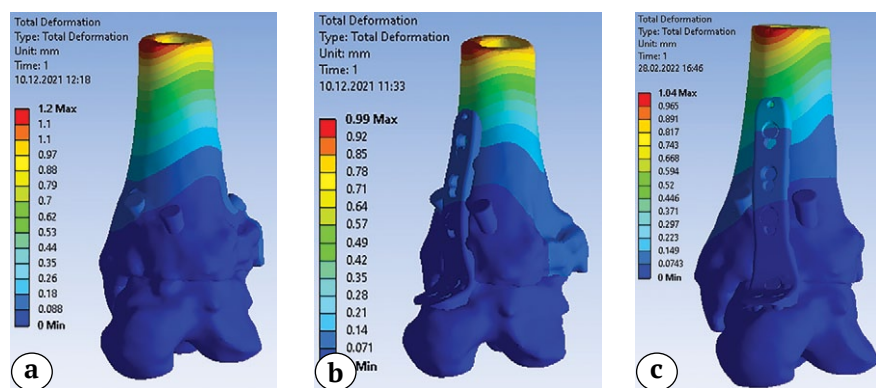 Total Deformation
Type: Total Deformation
Unit: mm
Time: 1
10.12.2021 12:18
1.2 Max
1.1
1.1
0.97
0.88
0.79
0.7
0.62
0.53
0.44
0.35
0.26
0.18
0.088
0 Min
a
Total Deformation
Type: Total Deformation
Unit: mm
Time: 1
10.12.2021 11:33
0.99 Max
0.92
0.85
0.78
0.71
0.64
0.57
0.49
0.42
0.35
0.28
0.21
0.14
0.071
Min
b
Total Deformation
Type: Total Deformation
Unit: mm
Time: 1
28.02.2022 16:46
1.04 Max
0.965
0.891
0.817
0.743
0.668
0.594
0.52
0.446
0.371
0.297
0.223
0.149
0.0743
0 Min
c